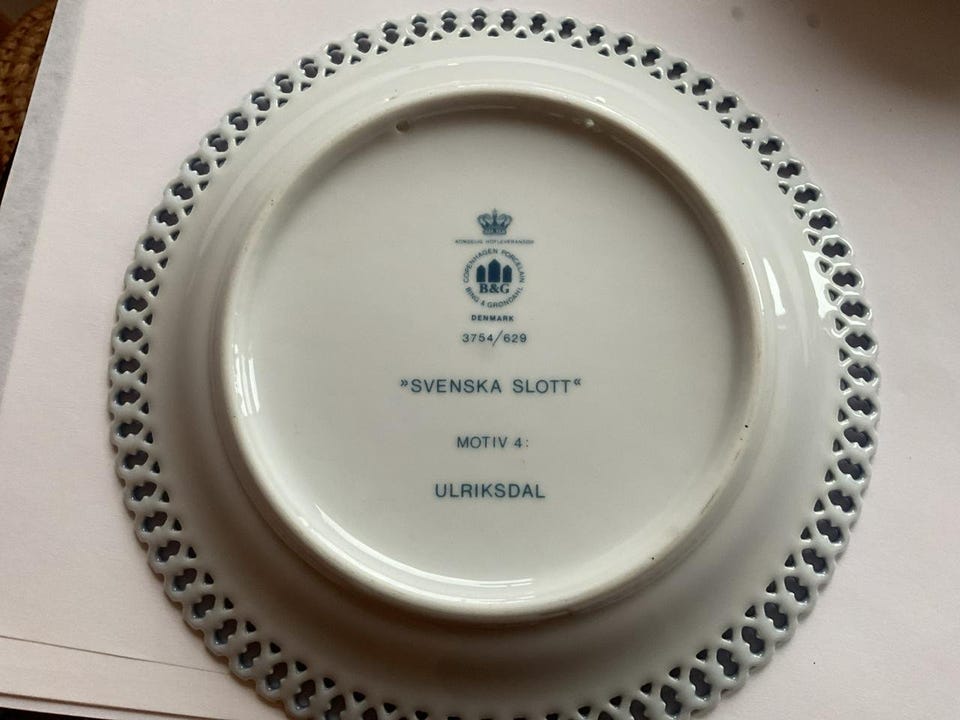 KONGELIG HOFLEVERANDØR
COPENHAGEN PORCELAIN
B&G
BING & GRØNDAHL
DENMARK
3754/629
»SVENSKA SLOTT«
MOTIV 4:
ULRIKSDAL